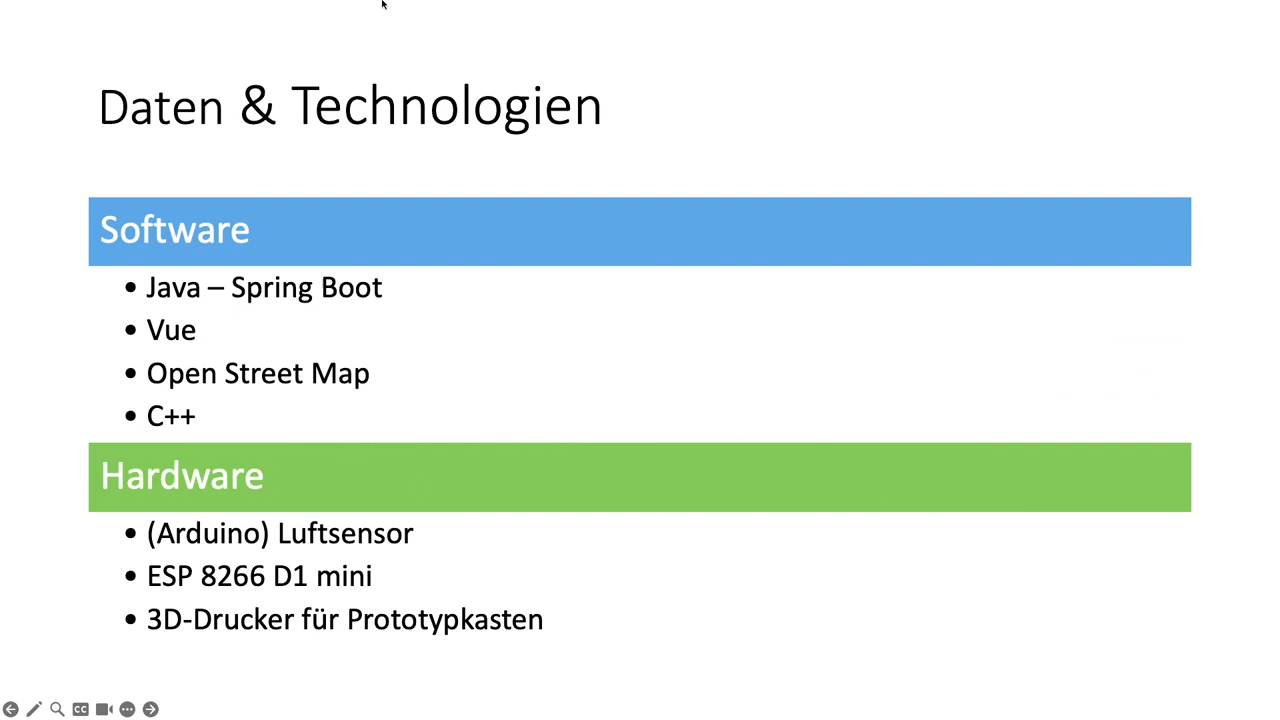 Daten & Technologien
Software
• Java – Spring Boot
• Vue
• Open Street Map
• C++
Hardware
• (Arduino) Luftsensor
• ESP 8266 D1 mini
• 3D-Drucker für Prototypkasten
CC